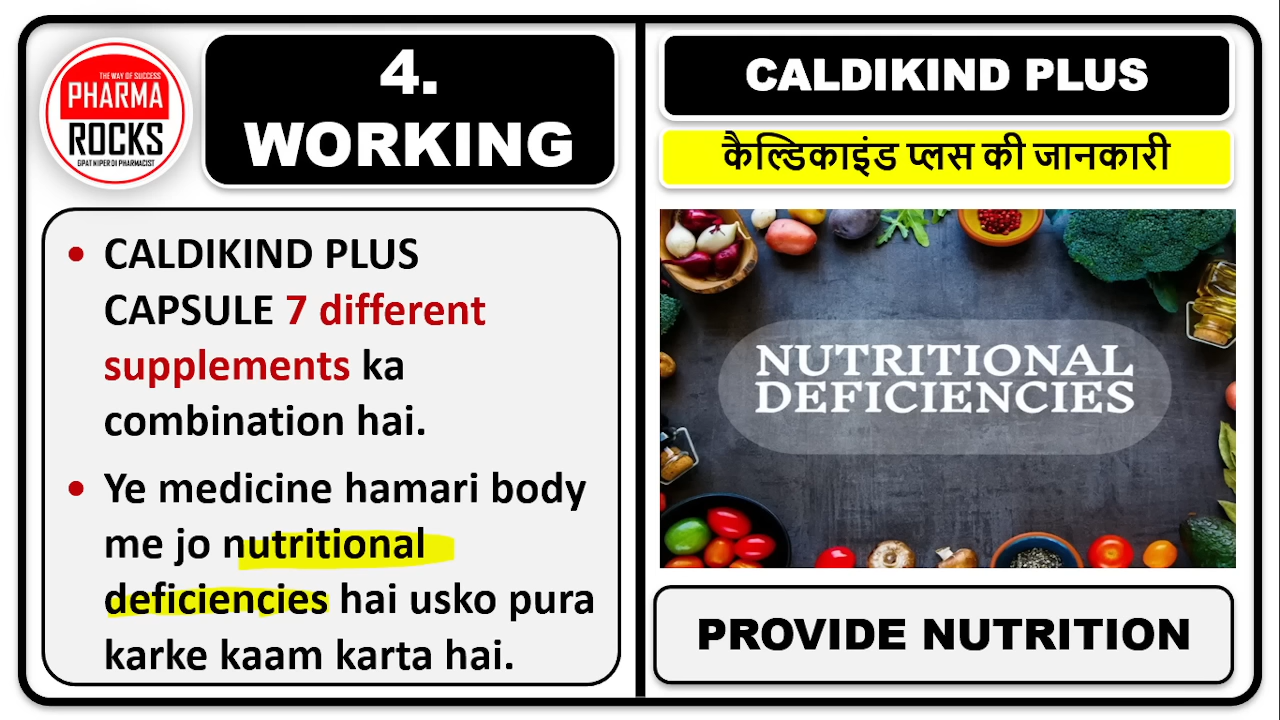 THE WAY OF SUCCESS
PHARMA
ROCKS
GPAT NIPER DI PHARMACIST
4.
WORKING
• CALDIKIND PLUS
CAPSULE 7 different
supplements ka
combination hai.
• Ye medicine hamari body
me jo nutritional
deficiencies hai usko pura
karke kaam karta hai.
CALDIKIND PLUS
कैल्डिकाइंड प्लस की जानकारी
NUTRITIONAL
DEFICIENCIES
PROVIDE NUTRITION